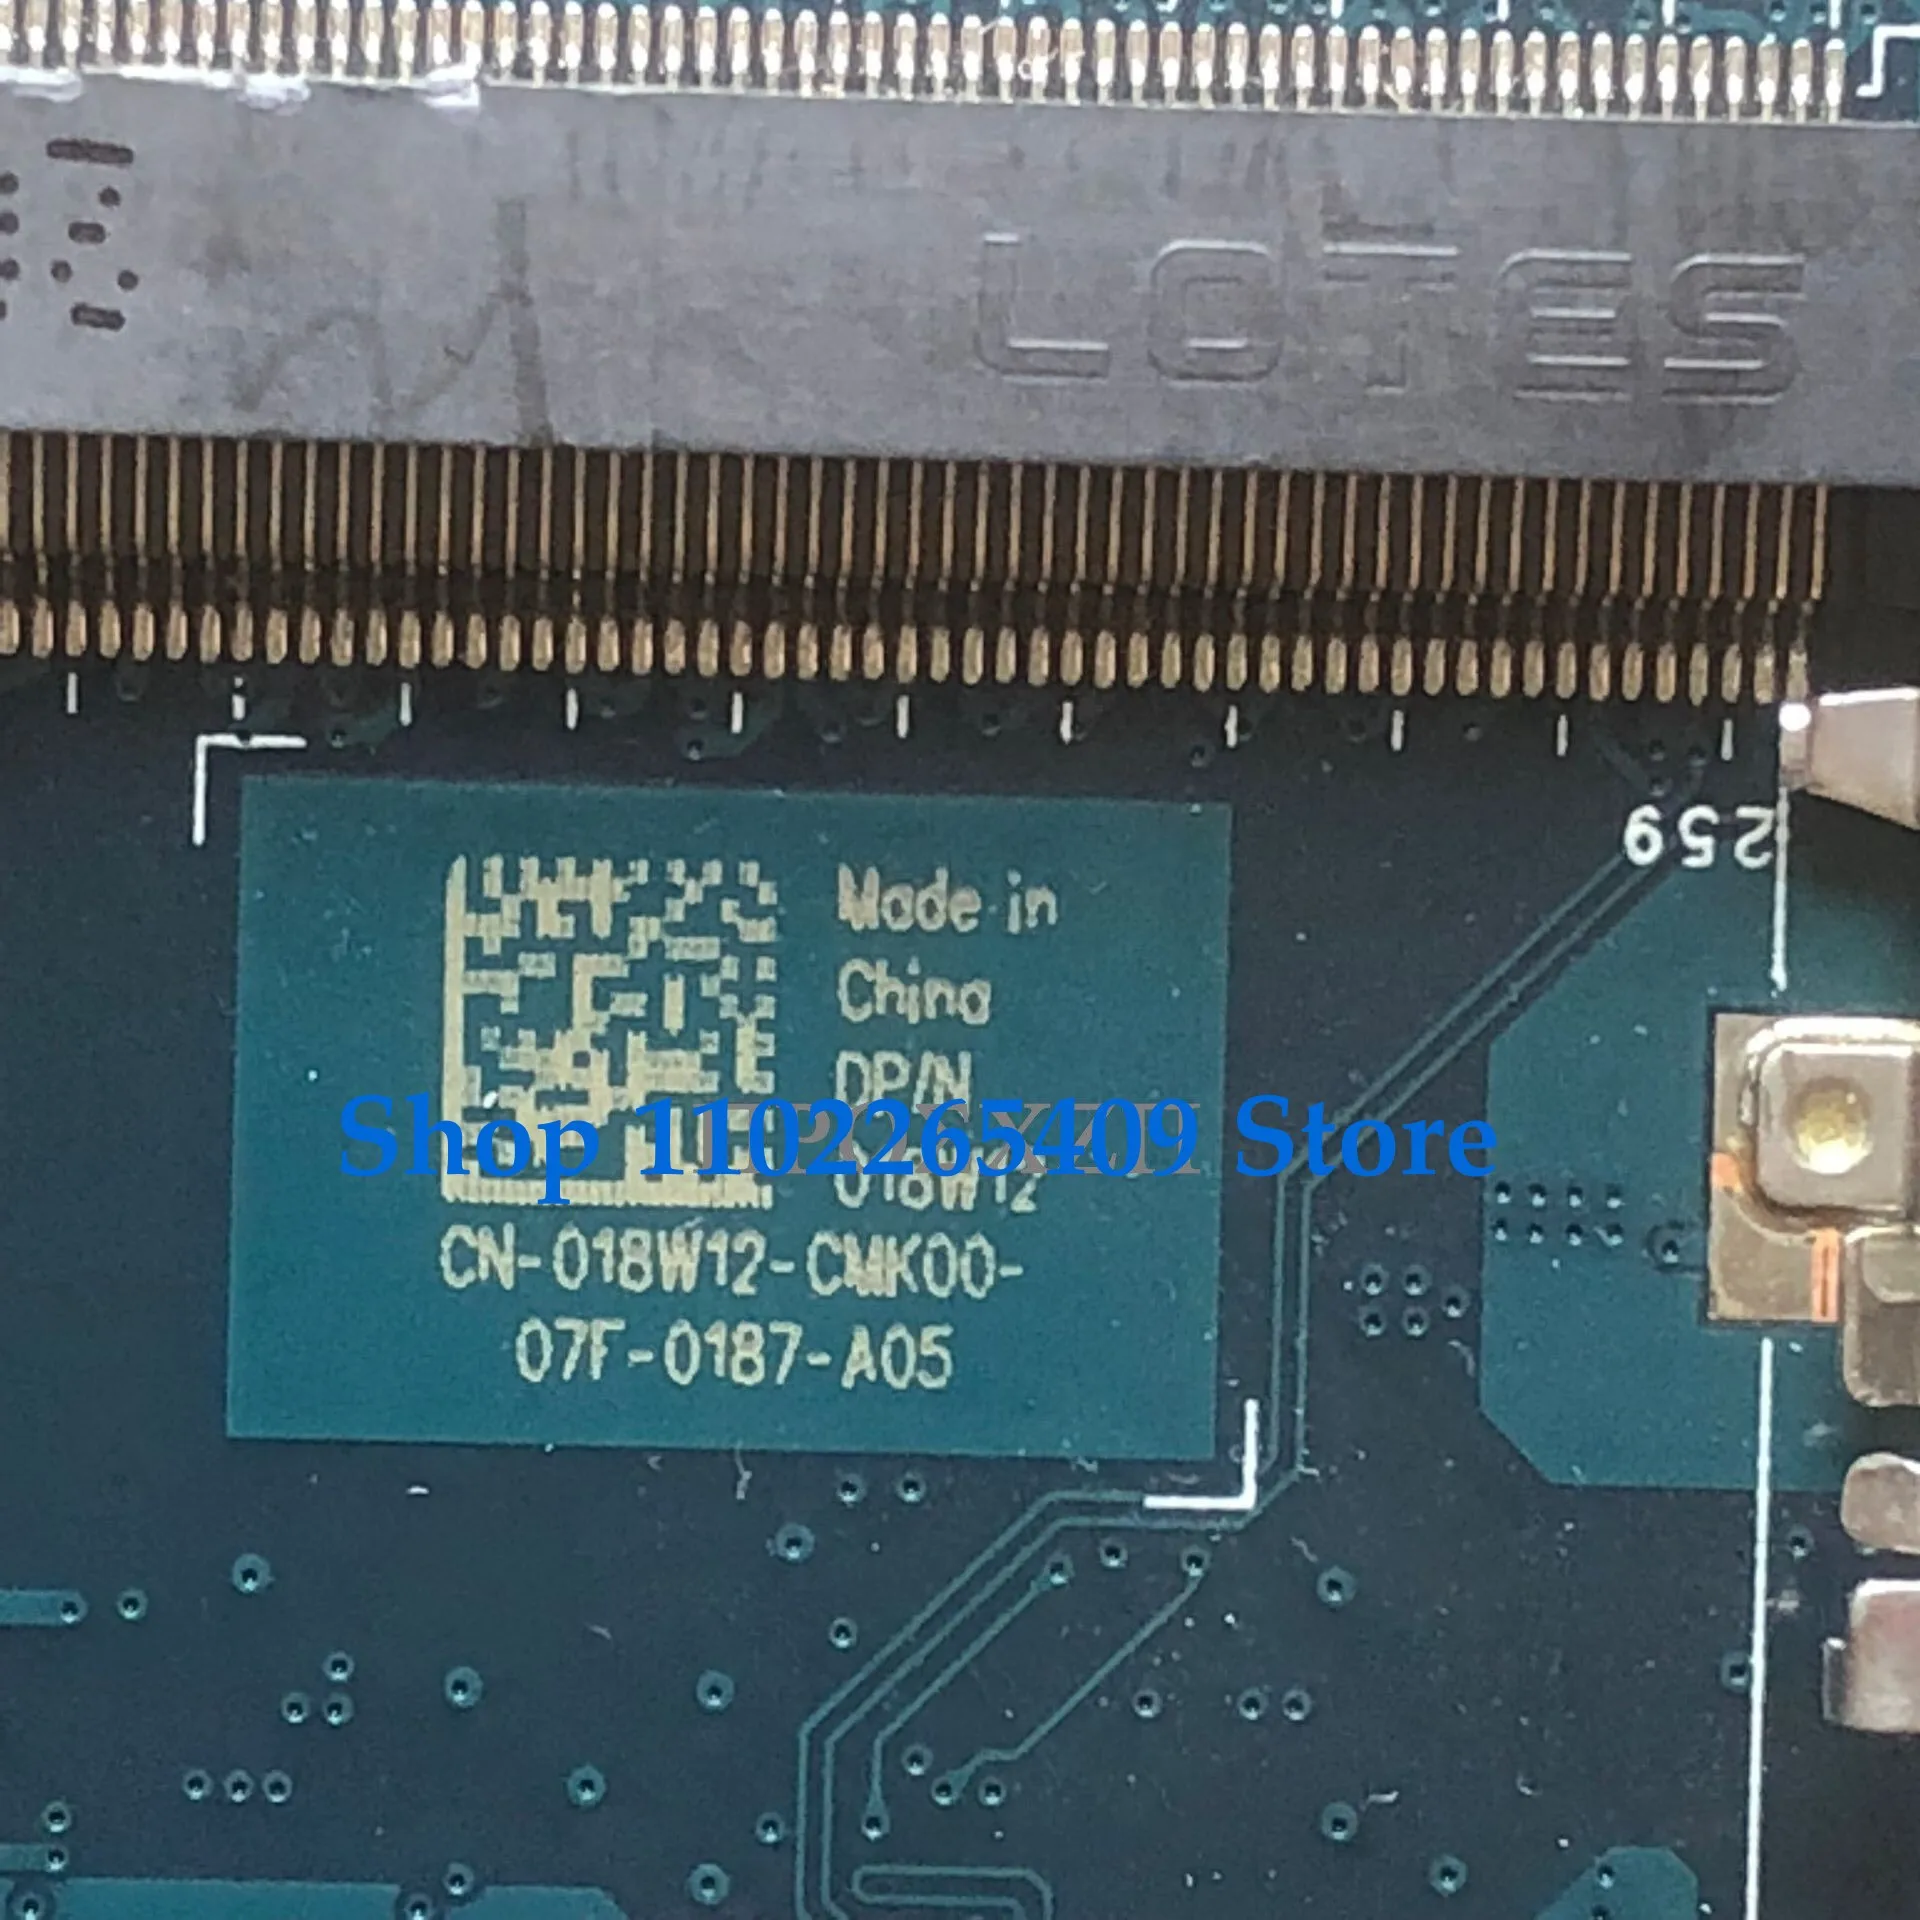 LOTES
259
Made in
China
DP/N
018W12
Shop 1102265409 Store
CN-018W12-CMK00-
07F-0187-A05